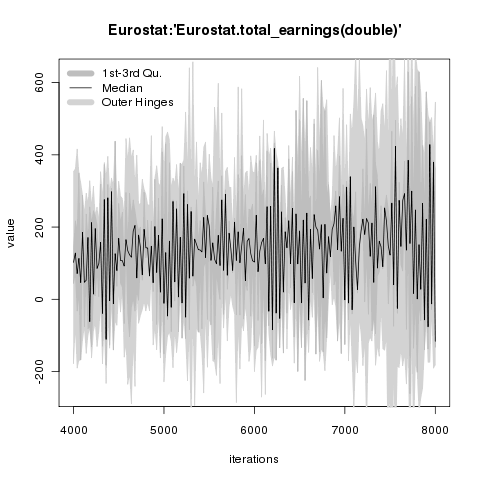 Eurostat:'Eurostat.total_earnings(double)'
1st-3rd Qu.
Median
Outer Hinges
value
600
400
200
0
-200
4000 5000 6000 7000 8000
iterations